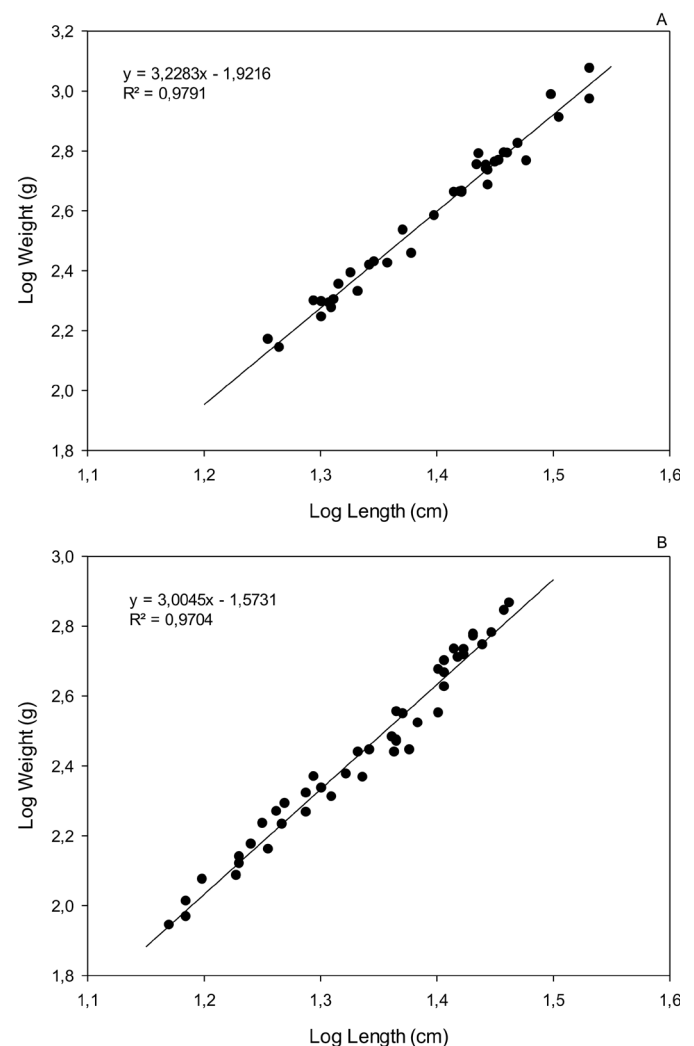 A
3,2
y = 3,2283x - 1,9216
R² = 0,9791
3,0
2,8
2,6
2,4
2,2
2,0
1,8
Log Weight (g)
1,1 1,2 1,3 1,4 1,5 1,6
Log Length (cm)
B
3,0
y = 3,0045x - 1,5731
R² = 0,9704
2,8
2,6
2,4
2,2
2,0
1,8
Log Weight (g)
1,1 1,2 1,3 1,4 1,5 1,6
Log Length (cm)